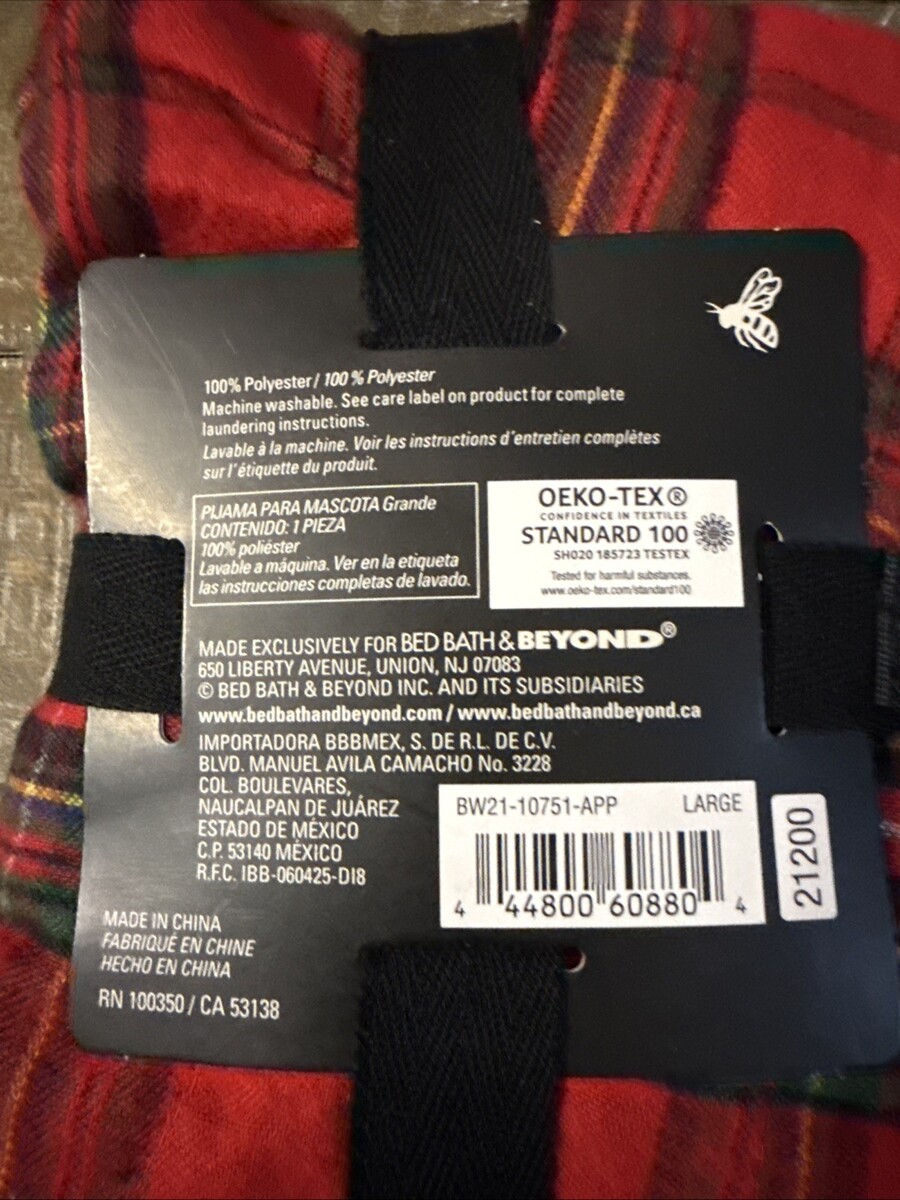 100% Polyester / 100 % Polyester
Machine washable. See care label on product for complete
laundering instructions.
Lavable à la machine. Voir les instructions d'entretien complètes
sur l'étiquette du produit.
PIJAMA PARA MASCOTA Grande
CONTENIDO: 1 PIEZA
100% poliéster
Lavable a máquina. Ver en la etiqueta
las instrucciones completas de lavado.
OEKO-TEX®
CONFIDENCE IN TEXTILES
STANDARD 100
SH020 185723 TESTEX
Tested for harmful substances.
www.oeko-tex.com/standard100
MADE EXCLUSIVELY FOR BED BATH & BEYOND®
650 LIBERTY AVENUE, UNION, NJ 07083
© BED BATH & BEYOND INC. AND ITS SUBSIDIARIES
www.bedbathandbeyond.com / www.bedbathandbeyond.ca
IMPORTADORA BBBMEX, S. DE R.L. DE C.V.
BLVD. MANUEL AVILA CAMACHO No. 3228
COL. BOULEVARES,
NAUCALPAN DE JUÁREZ
ESTADO DE MÉXICO
C.P. 53140 MÉXICO
R.F.C. IBB-060425-DI8
BW21-10751-APP LARGE
4 44800 60880 4
21200
MADE IN CHINA
FABRIQUÉ EN CHINE
HECHO EN CHINA
RN 100350 / CA 53138